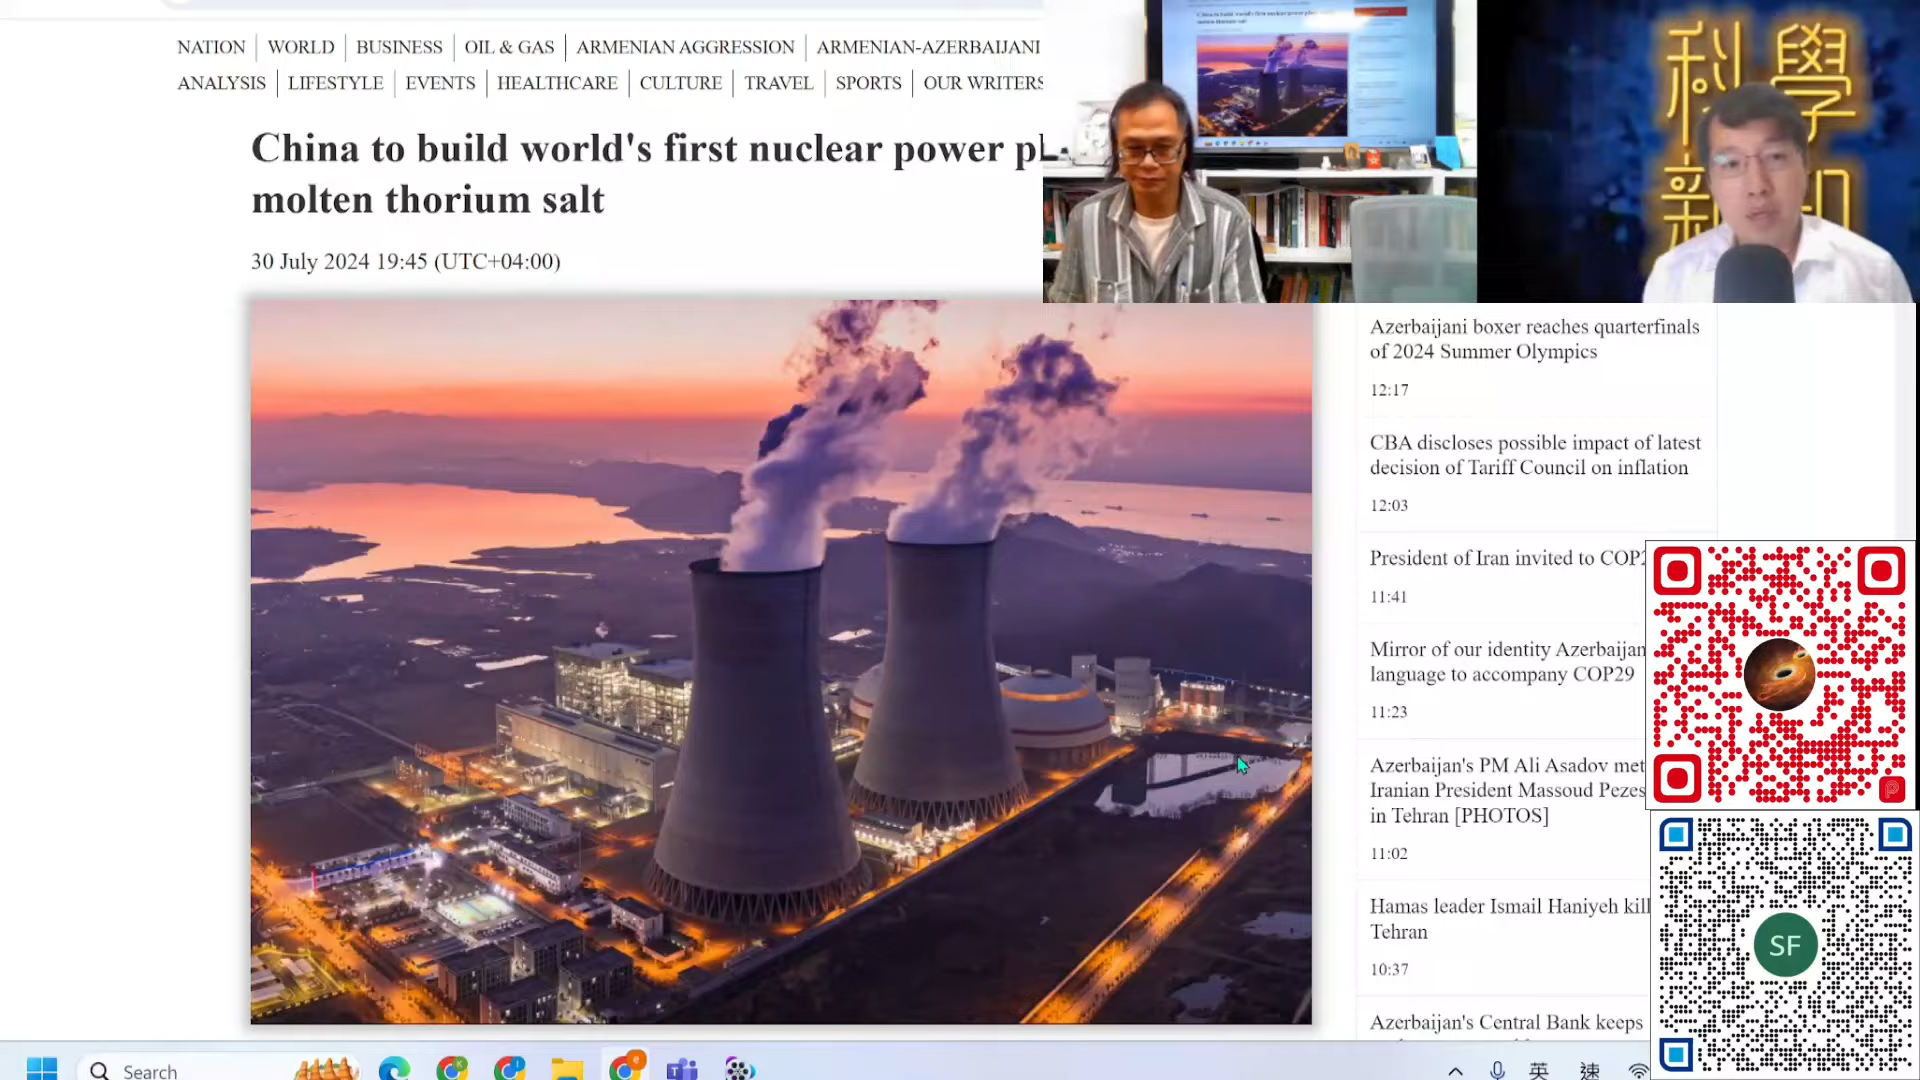 NATION WORLD BUSINESS OIL & GAS ARMENIAN AGGRESSION ARMENIAN-AZERBAIJANI
ANALYSIS LIFESTYLE EVENTS HEALTHCARE CULTURE TRAVEL SPORTS OUR WRITERS
China to build world's first nuclear power pl
molten thorium salt
30 July 2024 19:45 (UTC+04:00)
科學
新知
Azerbaijani boxer reaches quarterfinals
of 2024 Summer Olympics
12:17
CBA discloses possible impact of latest
decision of Tariff Council on inflation
12:03
President of Iran invited to COP2
11:41
Mirror of our identity Azerbaijan
language to accompany COP29
11:23
Azerbaijan's PM Ali Asadov met
Iranian President Massoud Pezes
in Tehran [PHOTOS]
11:02
Hamas leader Ismail Haniyeh kill
Tehran
10:37
Azerbaijan's Central Bank keeps
SF
Search
英 速